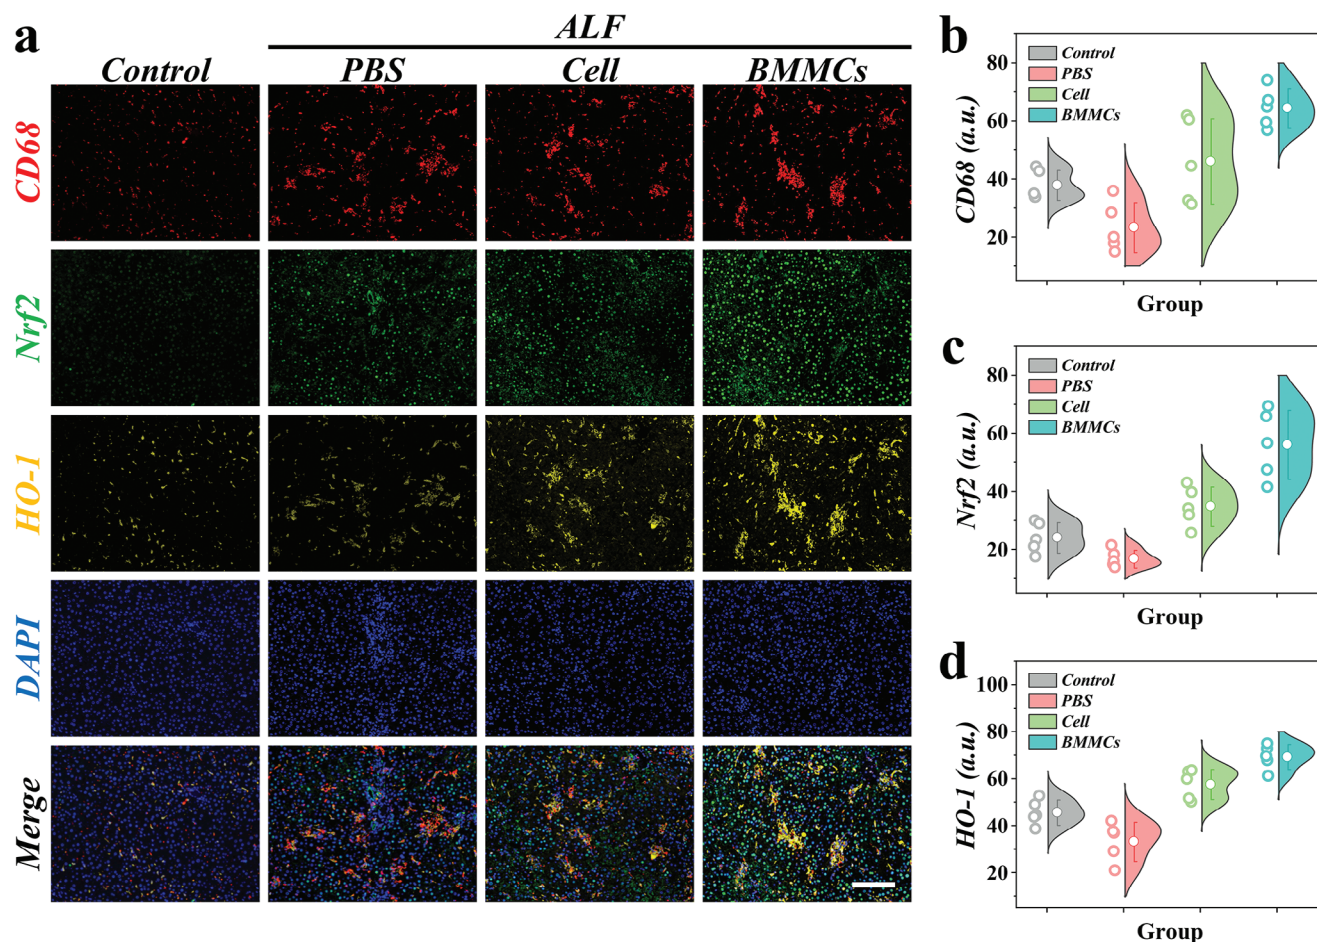 a
ALF
Control PBS Cell BMMCs
CD68
Nrf2
HO-1
DAPI
Merge
b
Control
PBS
Cell
BMMCs
80
60
40
20
CD68 (a.u.)
Group
c
Control
PBS
Cell
BMMCs
80
60
40
20
Nrf2 (a.u.)
Group
d
Control
PBS
Cell
BMMCs
100
80
60
40
20
HO-1 (a.u.)
Group